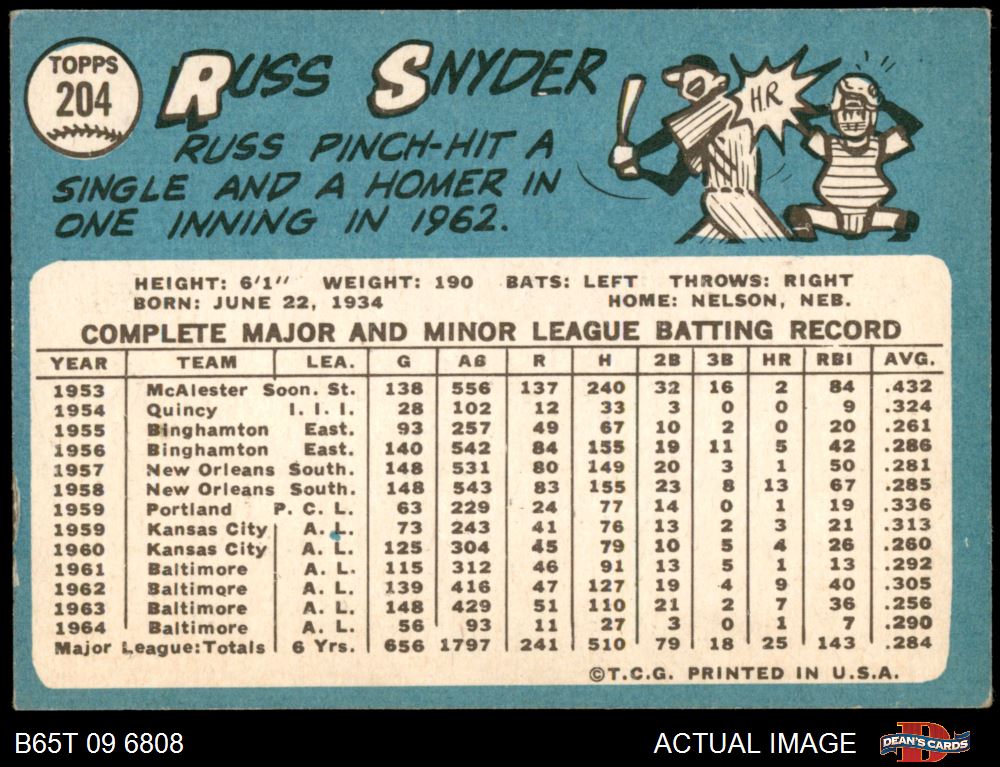 TOPPS
204
RUSS SNYDER
H.R
RUSS PINCH-HIT A
SINGLE AND A HOMER IN
ONE INNING IN 1962.
HEIGHT: 6'1" WEIGHT: 190 BATS: LEFT THROWS: RIGHT
BORN: JUNE 22, 1934 HOME: NELSON, NEB.
COMPLETE MAJOR AND MINOR LEAGUE BATTING RECORD
YEAR TEAM LEA. G AB R H 2B 3B HR RBI AVG.
1953 McAlester Soon. St. 138 556 137 240 32 16 2 84 .432
1954 Quincy I. I. I. 28 102 12 33 3 0 0 9 .324
1955 Binghamton East. 93 257 49 67 10 2 0 20 .261
1956 Binghamton East. 140 542 84 155 19 11 5 42 .286
1957 New Orleans South. 148 531 80 149 20 3 1 50 .281
1958 New Orleans South. 148 543 83 155 23 8 13 67 .285
1959 Portland P. C. L. 63 229 24 77 14 0 1 19 .336
1959 Kansas City A. L. 73 243 41 76 13 2 3 21 .313
1960 Kansas City A. L. 125 304 45 79 10 5 4 26 .260
1961 Baltimore A. L. 115 312 46 91 13 5 1 13 .292
1962 Baltimore A. L. 139 416 47 127 19 4 9 40 .305
1963 Baltimore A. L. 148 429 51 110 21 2 7 36 .256
1964 Baltimore A. L. 56 93 11 27 3 0 1 7 .290
Major League Totals 6 Yrs. 656 1797 241 510 79 18 25 143 .284
©T.C.G. PRINTED IN U.S.A.
B65T 09 6808 ACTUAL IMAGE
D
DEAN'S CARDS